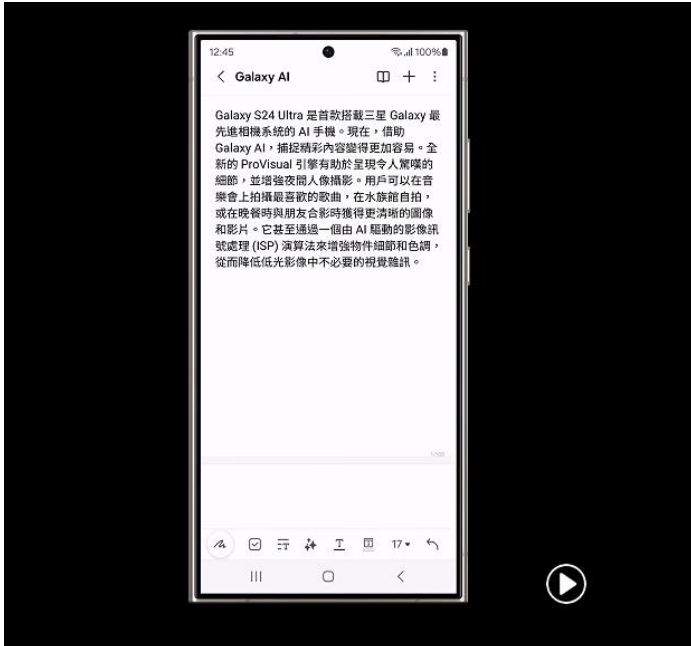 12:45
100%
Galaxy AI
Galaxy S24 Ultra 是首款搭載三星 Galaxy 最
先進相機系統的 AI 手機。現在，借助
Galaxy AI，捕捉精彩內容變得更加容易。全
新的 ProVisual 引擎有助於呈現令人驚嘆的
細節，並增強夜間人像攝影。用戶可以在音
樂會上拍攝最喜歡的歌曲，在水族館自拍，
或在晚餐時與朋友合影時獲得更清晰的圖像
和影片。它甚至通過一個由 AI 驅動的影像訊
號處理 (ISP) 演算法來增強物件細節和色調，
從而降低低光影像中不必要的視覺雜訊。
17